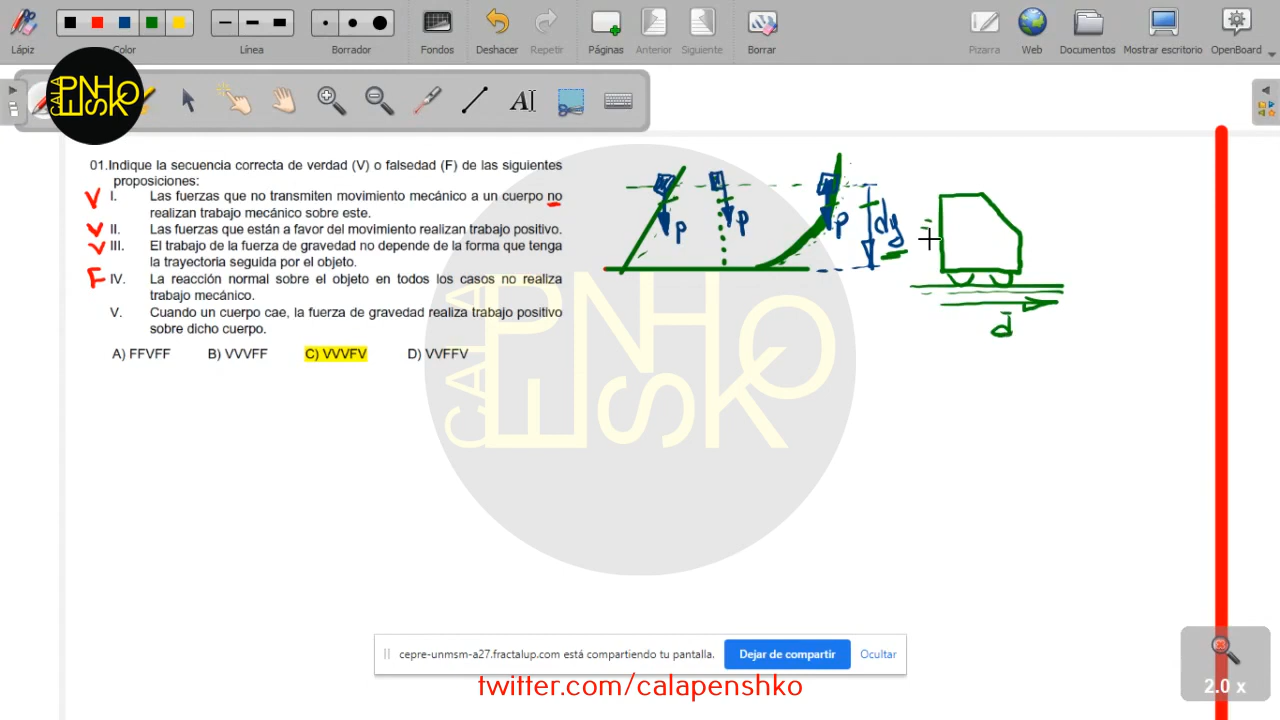 Lápiz
Color
Línea
Borrador
Fondos
Deshacer
Repetir
Páginas
Anterior
Siguiente
Borrar
Pizarra
Web
Documentos
Mostrar escritorio
OpenBoard
CALA
PENHSKO
AI
01.Indique la secuencia correcta de verdad (V) o falsedad (F) de las siguientes
proposiciones:
V I. Las fuerzas que no transmiten movimiento mecánico a un cuerpo no
realizan trabajo mecánico sobre este.
V II. Las fuerzas que están a favor del movimiento realizan trabajo positivo.
V III. El trabajo de la fuerza de gravedad no depende de la forma que tenga
la trayectoria seguida por el objeto.
F IV. La reacción normal sobre el objeto en todos los casos no realiza
trabajo mecánico.
V. Cuando un cuerpo cae, la fuerza de gravedad realiza trabajo positivo
sobre dicho cuerpo.
A) FFVFF B) VVVFF C) VVVFV D) VVFFV
P P P dy
d
CALA
PENHSKO
cepre-unmsm-a27.fractalup.com está compartiendo tu pantalla.
Dejar de compartir
Ocultar
twitter.com/calapenshko
2.0 x